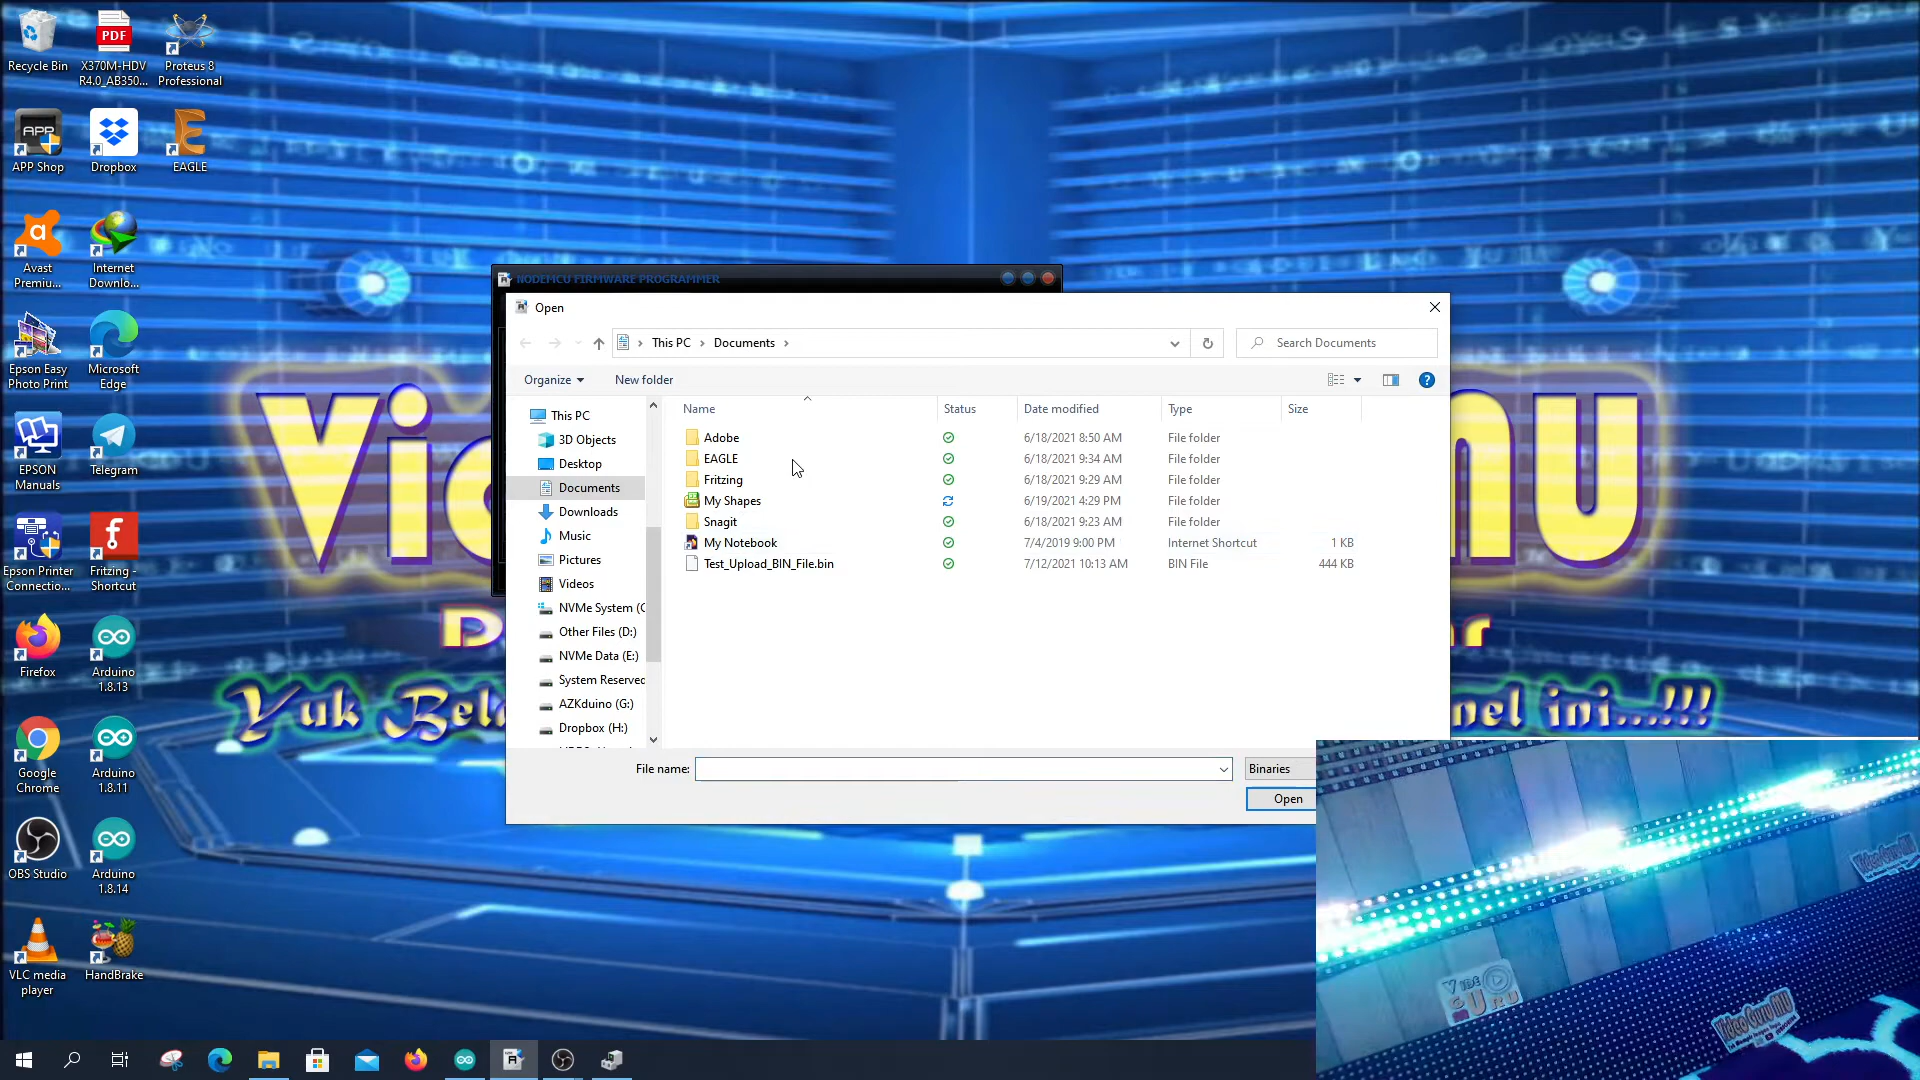 Recycle Bin
X370M-HDV
R4.0_AB350...
Proteus 8
Professional
APP Shop
Dropbox
EAGLE
Avast
Premiu...
Internet
Downlo...
Epson Easy
Photo Print
Microsoft
Edge
EPSON
Manuals
Telegram
Epson Printer
Connectio...
Fritzing -
Shortcut
Firefox
Arduino
1.8.13
Google
Chrome
Arduino
1.8.11
OBS Studio
Arduino
1.8.14
VLC media
player
HandBrake
PDF
APP
NODEMCU FIRMWARE PROGRAMMER
Open
This PC
Documents
Search Documents
Organize
New folder
This PC
3D Objects
Desktop
Documents
Downloads
Music
Pictures
Videos
NVMe System (C
Other Files (D:)
NVMe Data (E:)
System Reserved
AZKduino (G:)
Dropbox (H:)
Name Status Date modified Type Size
Adobe 6/18/2021 8:50 AM File folder
EAGLE 6/18/2021 9:34 AM File folder
Fritzing 6/18/2021 9:29 AM File folder
My Shapes 6/19/2021 4:29 PM File folder
Snagit 6/18/2021 9:23 AM File folder
My Notebook 7/4/2019 9:00 PM Internet Shortcut 1 KB
Test_Upload_BIN_File.bin 7/12/2021 10:13 AM BIN File 444 KB
File name:
Binaries
Open
Yuk
nel ini...!!!